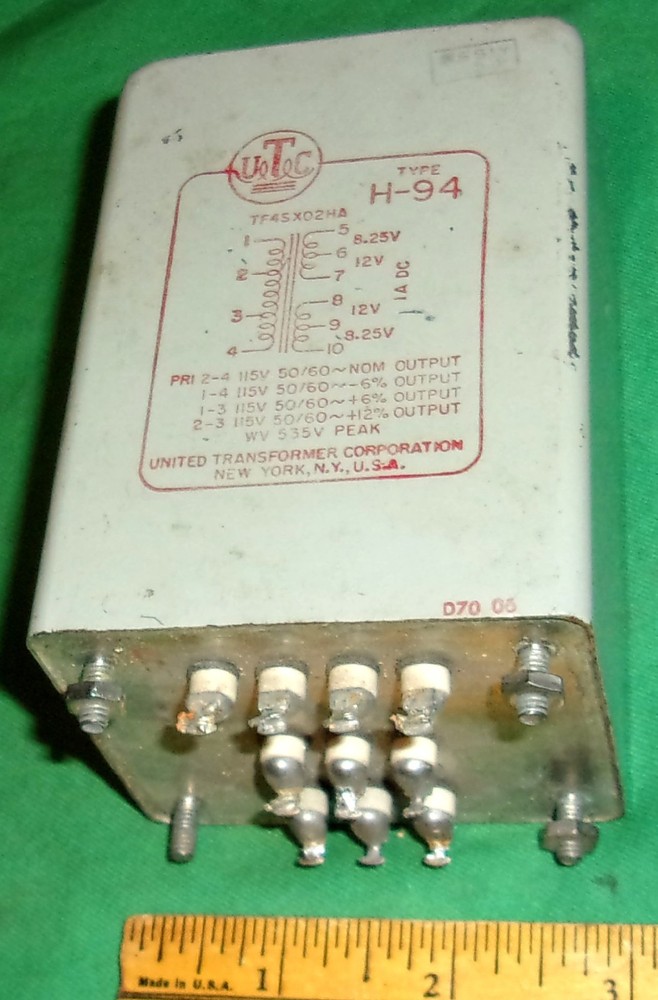 UTC
TYPE
H-94
TF4SX02HA
1
2
3
4
5
8.25V
6
12V
7
1A DC
8
12V
9
8.25V
10
PRI 2-4 115V 50/60~NOM OUTPUT
1-4 115V 50/60~-6% OUTPUT
1-3 115V 50/60~+6% OUTPUT
2-3 115V 50/60~+12% OUTPUT
WV 535V PEAK
UNITED TRANSFORMER CORPORATION
NEW YORK, N.Y., U.S.A.
D70 06
Made in U.S.A. 1 2 3